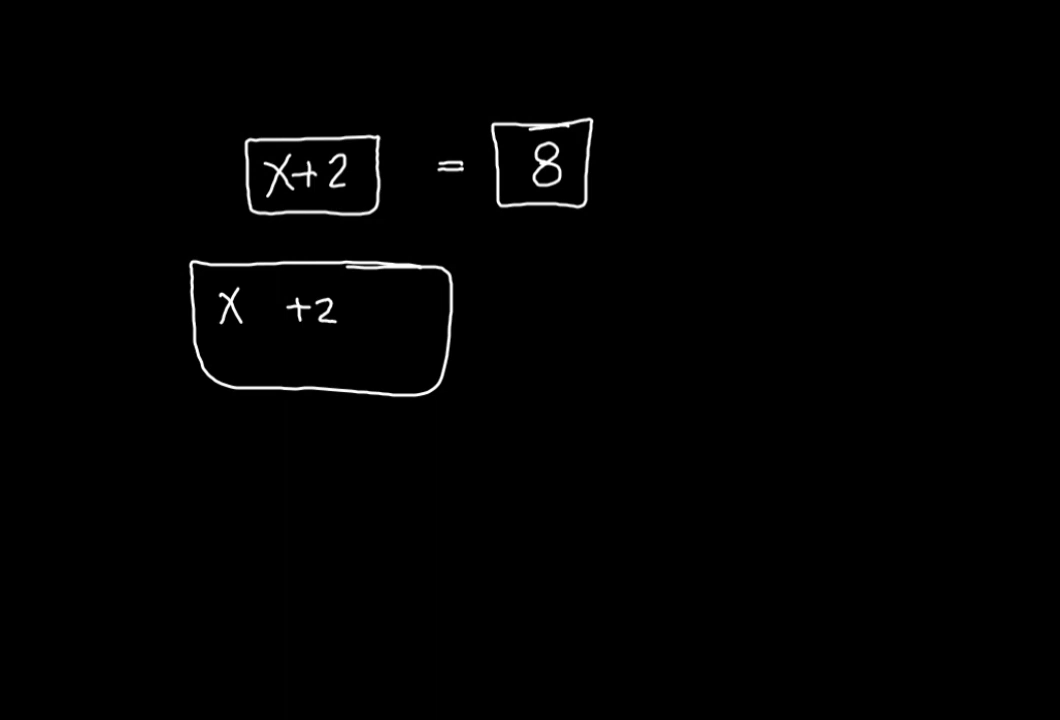 x+2 = 8
x +2